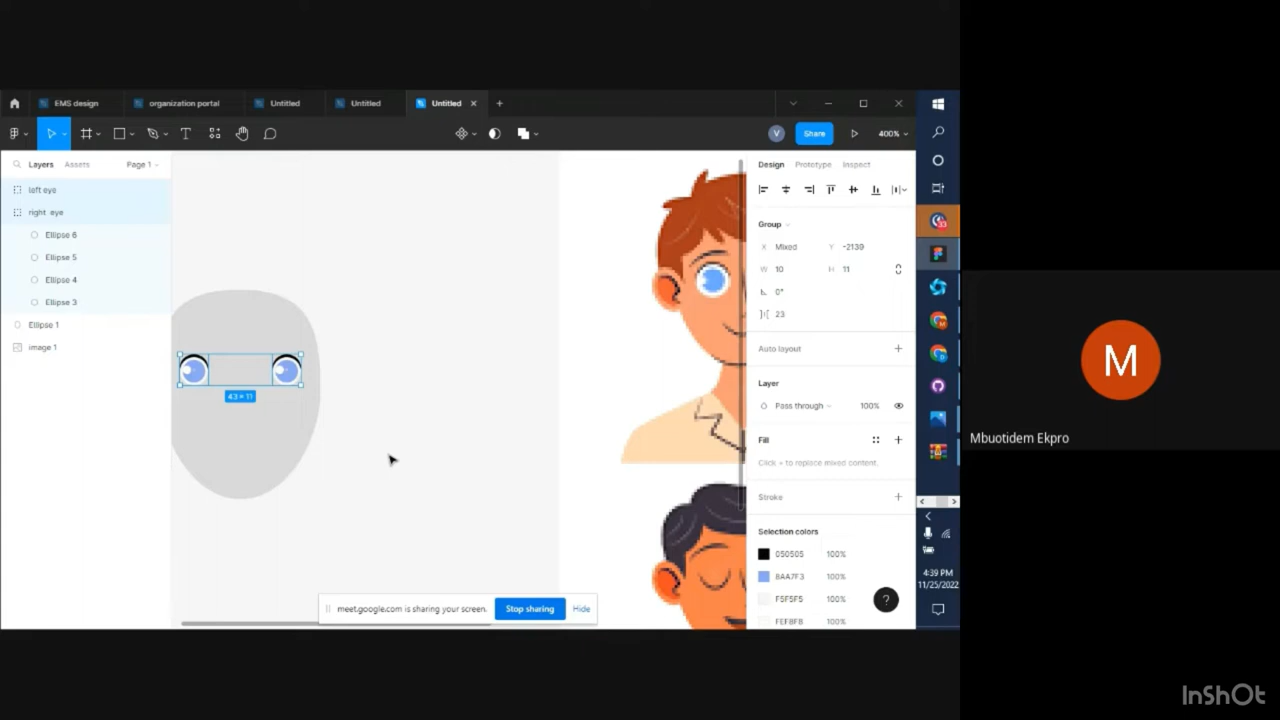 EMS design
organization portal
Untitled
Untitled
Untitled
T
V
Share
400%
Layers
Assets
Page 1
left eye
right eye
Ellipse 6
Ellipse 5
Ellipse 4
Ellipse 3
Ellipse 1
image 1
43 × 11
Design
Prototype
Inspect
Group
X
Mixed
Y
-2139
W
10
H
11
0°
23
Auto layout
Layer
Pass through
100%
Fill
Click + to replace mixed content.
Stroke
Selection colors
050505
100%
8AA7F3
100%
F5F5F5
100%
FEF8F8
100%
?
meet.google.com is sharing your screen.
Stop sharing
Hide
4:39 PM
11/25/2022
M
Mbuotidem Ekpro
InShOt